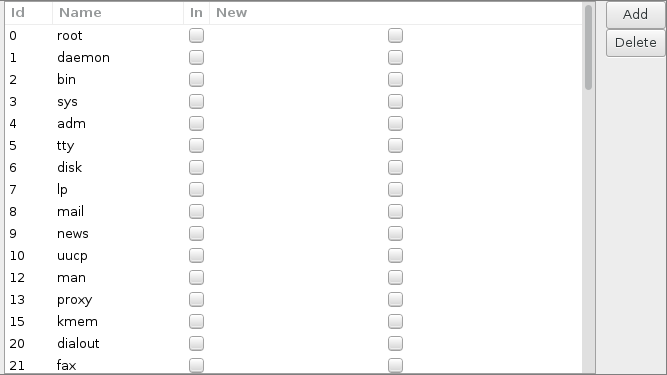 Id Name In New
0 root
1 daemon
2 bin
3 sys
4 adm
5 tty
6 disk
7 lp
8 mail
9 news
10 uucp
12 man
13 proxy
15 kmem
20 dialout
21 fax
Add
Delete